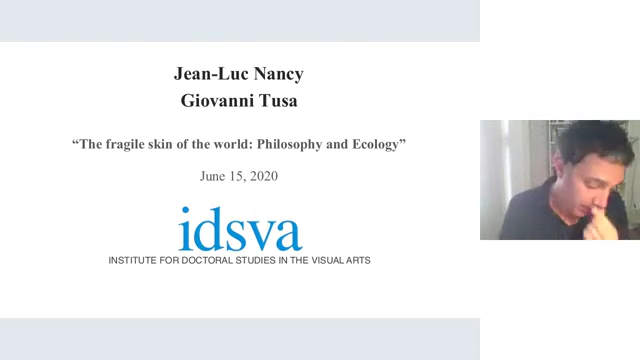 Jean-Luc Nancy
Giovanni Tusa
“The fragile skin of the world: Philosophy and Ecology”
June 15, 2020
idsva
INSTITUTE FOR DOCTORAL STUDIES IN THE VISUAL ARTS